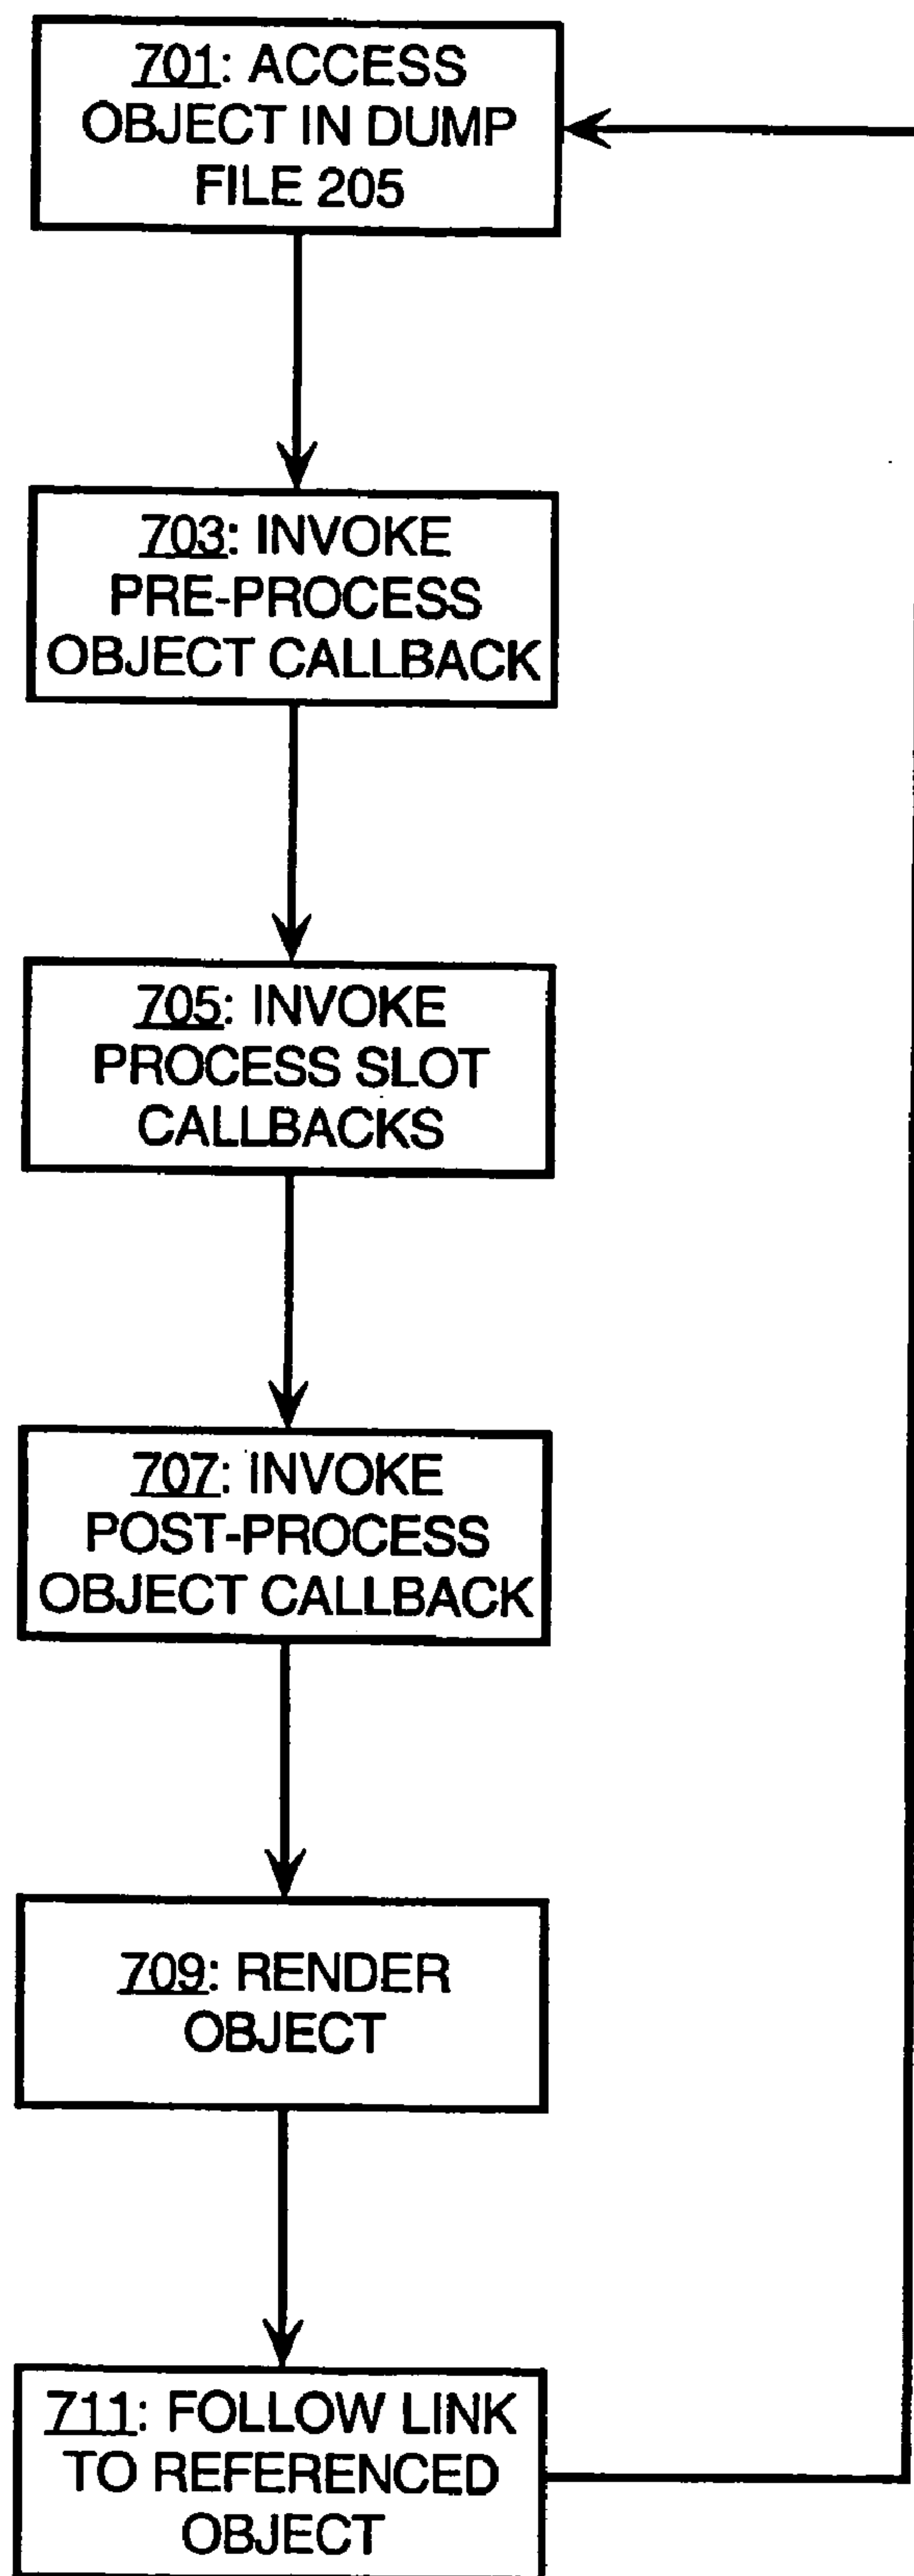 701: ACCESS
OBJECT IN DUMP
FILE 205
703: INVOKE
PRE-PROCESS
OBJECT CALLBACK
705: INVOKE
PROCESS SLOT
CALLBACKS
707: INVOKE
POST-PROCESS
OBJECT CALLBACK
709: RENDER
OBJECT
711: FOLLOW LINK
TO REFERENCED
OBJECT